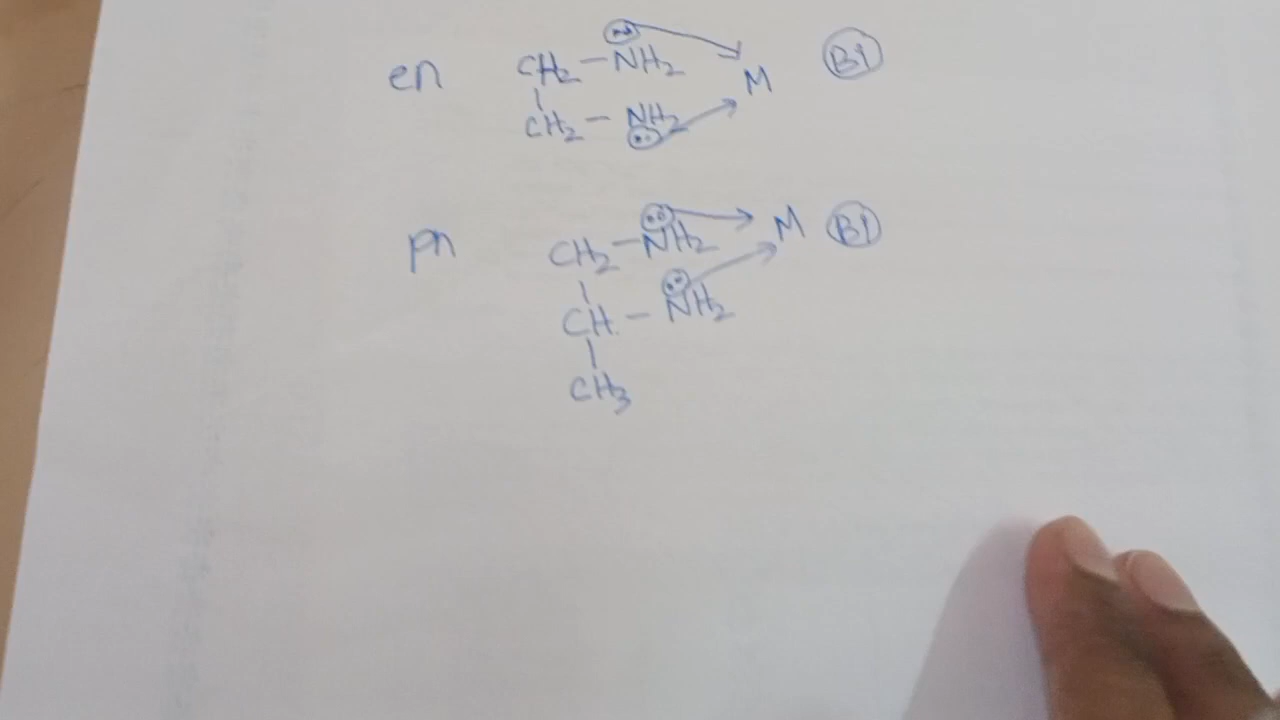 en CH2 - NH2 M Bi
CH2 - NH2
pn CH2 - NH2 M Bi
CH - NH2
CH3